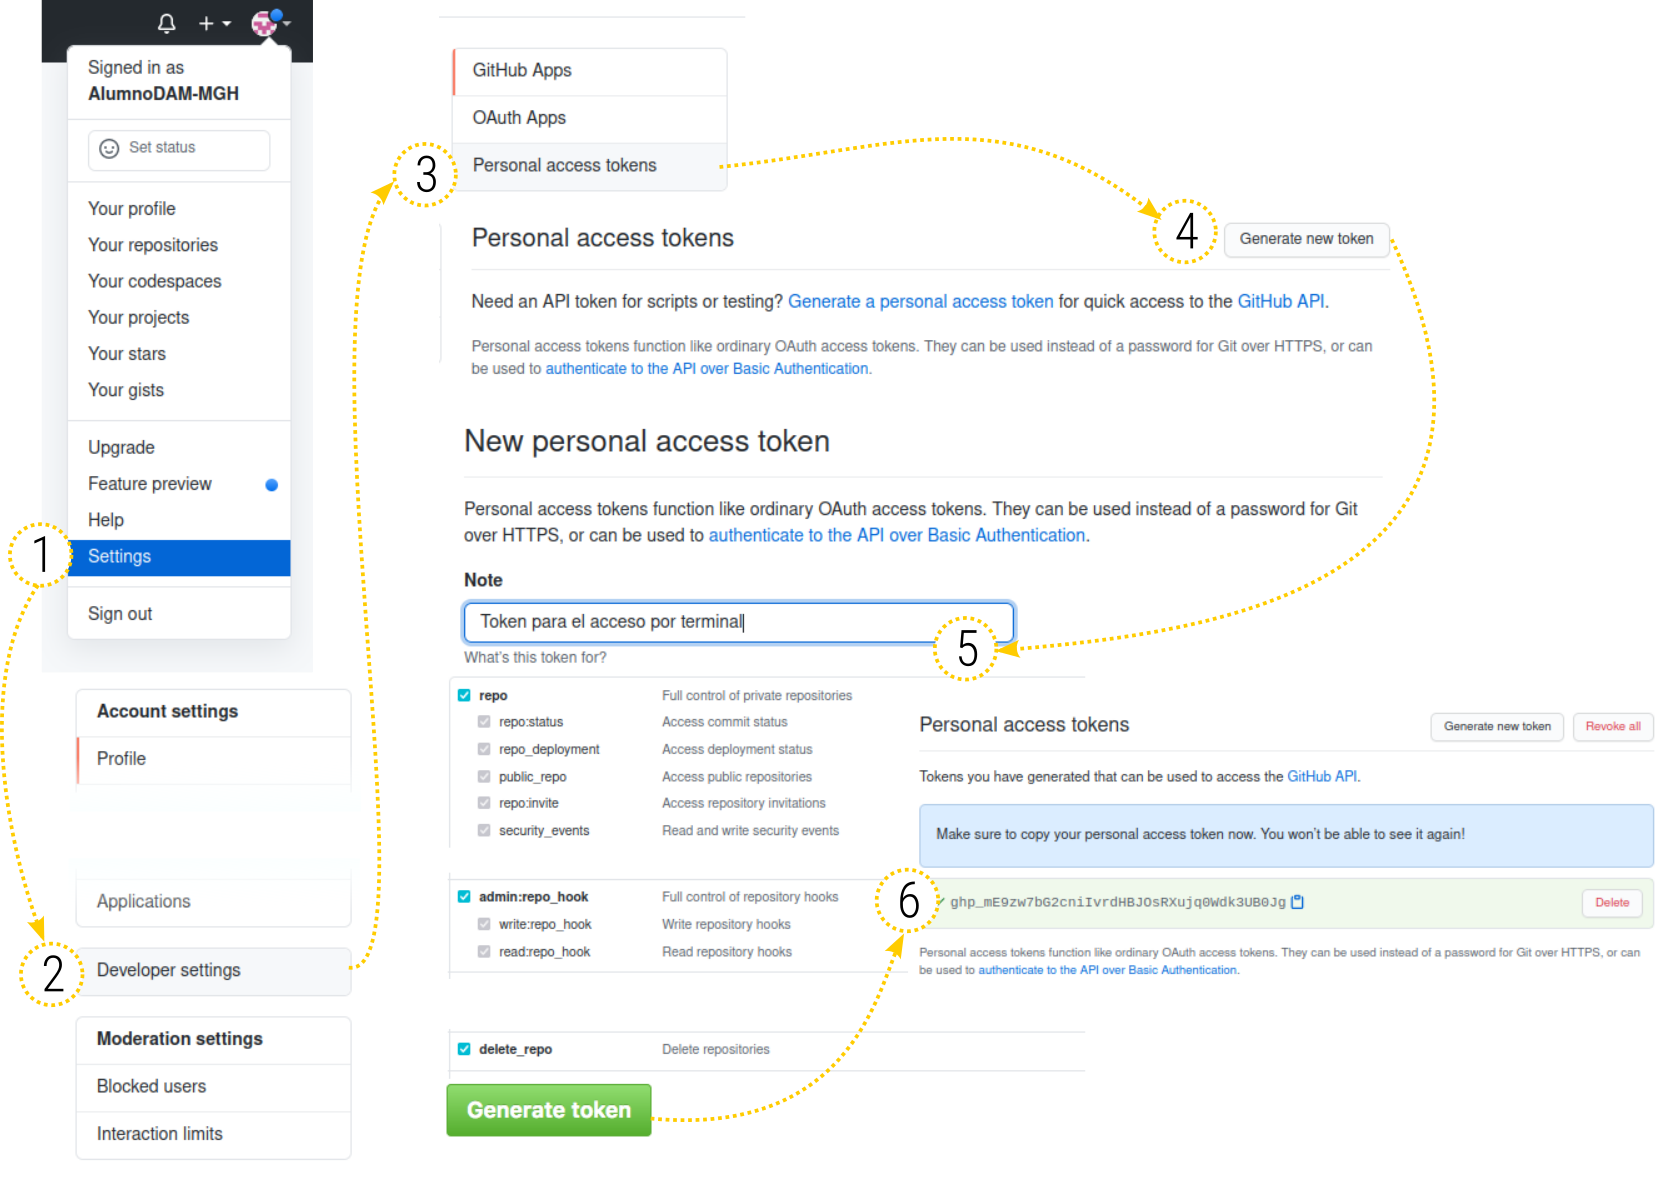 Signed in as
AlumnoDAM-MGH
Set status
Your profile
Your repositories
Your codespaces
Your projects
Your stars
Your gists
Upgrade
Feature preview
Help
1
Settings
Sign out
Account settings
Profile
Applications
2
Developer settings
Moderation settings
Blocked users
Interaction limits
GitHub Apps
OAuth Apps
3
Personal access tokens
Personal access tokens
4
Generate new token
Need an API token for scripts or testing? Generate a personal access token for quick access to the GitHub API.
Personal access tokens function like ordinary OAuth access tokens. They can be used instead of a password for Git over HTTPS, or can
be used to authenticate to the API over Basic Authentication.
New personal access token
Personal access tokens function like ordinary OAuth access tokens. They can be used instead of a password for Git
over HTTPS, or can be used to authenticate to the API over Basic Authentication.
Note
Token para el acceso por terminal
5
What's this token for?
repo Full control of private repositories
repo:status Access commit status
repo_deployment Access deployment status
public_repo Access public repositories
repo:invite Access repository invitations
security_events Read and write security events
admin:repo_hook Full control of repository hooks
write:repo_hook Write repository hooks
read:repo_hook Read repository hooks
delete_repo Delete repositories
Generate token
Personal access tokens
Generate new token
Revoke all
Tokens you have generated that can be used to access the GitHub API.
Make sure to copy your personal access token now. You won't be able to see it again!
6
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
Delete
Personal access tokens function like ordinary OAuth access tokens. They can be used instead of a password for Git over HTTPS, or can
be used to authenticate to the API over Basic Authentication.